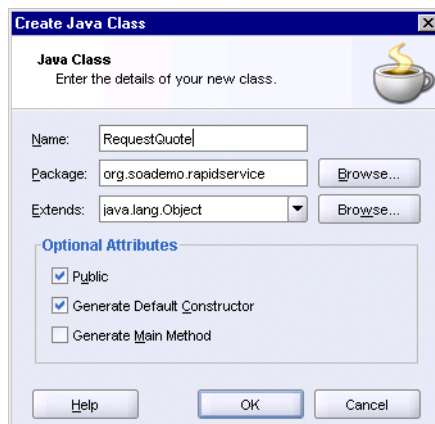 Create Java Class
Java Class
Enter the details of your new class.
Name: RequestQuote
Package: org.soademo.rapidservice Browse...
Extends: java.lang.Object Browse...
Optional Attributes
Public
Generate Default Constructor
Generate Main Method
Help OK Cancel